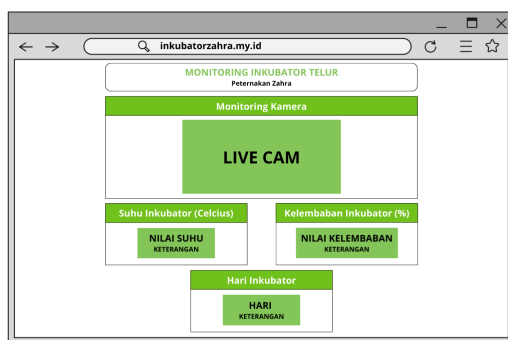 inkubatorzahra.my.id
MONITORING INKUBATOR TELUR
Peternakan Zahra
Monitoring Kamera
LIVE CAM
Suhu Inkubator (Celcius)
NILAI SUHU
KETERANGAN
Kelembaban Inkubator (%)
NILAI KELEMBABAN
KETERANGAN
Hari Inkubator
HARI
KETERANGAN